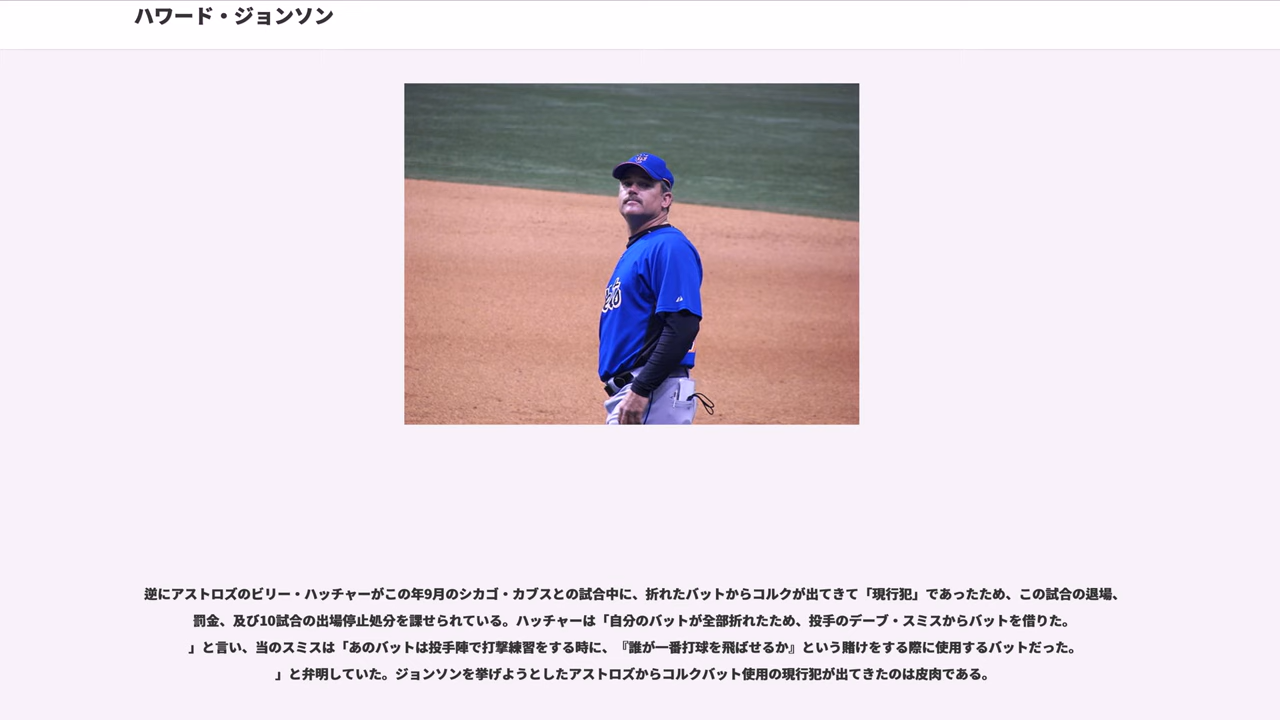 ハワード・ジョンソン
逆にアストロズのビリー・ハッチャーがこの年9月のシカゴ・カブスとの試合中に、折れたバットからコルクが出てきて「現行犯」であったため、この試合の退場、
罰金、及び10試合の出場停止処分を課せられている。ハッチャーは「自分のバットが全部折れたため、投手のデーブ・スミスからバットを借りた。
」と言い、当のスミスは「あのバットは投手陣で打撃練習をする時に、『誰が一番打球を飛ばせるか』という賭けをする際に使用するバットだった。
」と弁明していた。ジョンソンを挙げようとしたアストロズからコルクバット使用の現行犯が出てきたのは皮肉である。